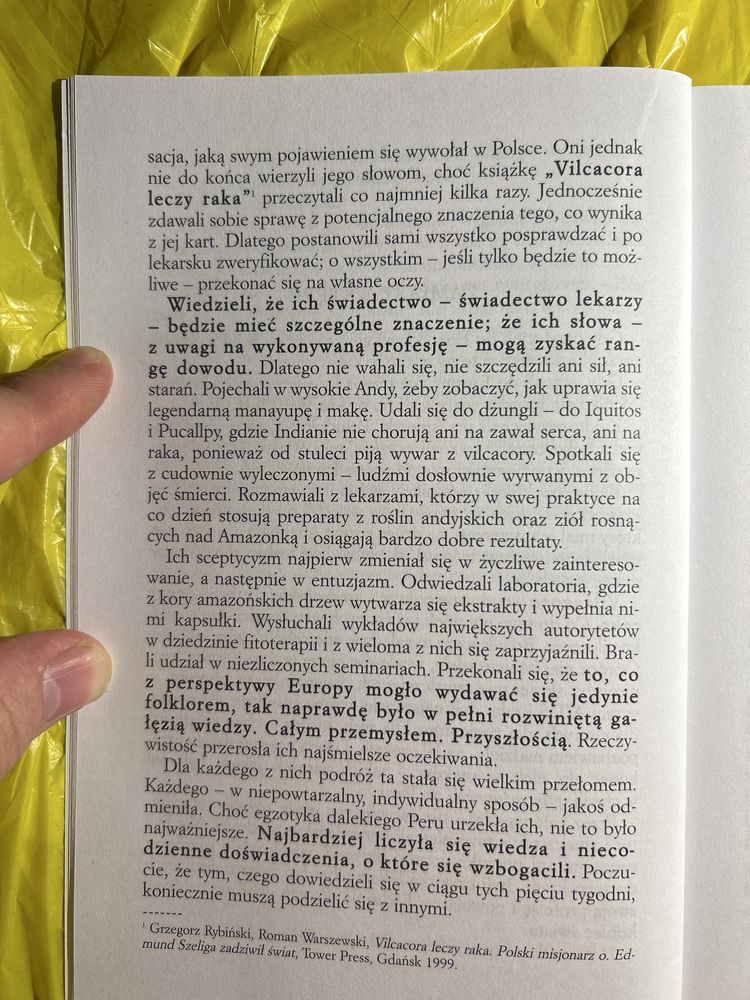 sacja, jaką swym pojawieniem się wywołał w Polsce. Oni jednak
nie do końca wierzyli jego słowom, choć książkę „Vilcacora
leczy raka”¹ przeczytali co najmniej kilka razy. Jednocześnie
zdawali sobie sprawę z potencjalnego znaczenia tego, co wynika
z jej kart. Dlatego postanowili sami wszystko posprawdzać i po
lekarsku zweryfikować; o wszystkim – jeśli tylko będzie to moż-
liwe – przekonać się na własne oczy.
Wiedzieli, że ich świadectwo – świadectwo lekarzy
– będzie mieć szczególne znaczenie; że ich słowa –
z uwagi na wykonywaną profesję – mogą zyskać ran-
gę dowodu. Dlatego nie wahali się, nie szczędzili ani sił, ani
starań. Pojechali w wysokie Andy, żeby zobaczyć, jak uprawia się
legendarną manayupę i makę. Udali się do dżungli – do Iquitos
i Pucallpy, gdzie Indianie nie chorują ani na zawał serca, ani na
raka, ponieważ od stuleci piją wywar z vilcacory. Spotkali się
z cudownie wyleczonymi – ludźmi dosłownie wyrwanymi z ob-
jęć śmierci. Rozmawiali z lekarzami, którzy w swej praktyce na
co dzień stosują preparaty z roślin andyjskich oraz ziół rosną-
cych nad Amazonką i osiągają bardzo dobre rezultaty.
Ich sceptycyzm najpierw zmieniał się w życzliwe zaintereso-
wanie, a następnie w entuzjazm. Odwiedzali laboratoria, gdzie
z kory amazońskich drzew wytwarza się ekstrakty i wypełnia ni-
mi kapsułki. Wysłuchali wykładów największych autorytetów
w dziedzinie fitoterapii i z wieloma z nich się zaprzyjaźnili. Bra-
li udział w niezliczonych seminariach. Przekonali się, że to, co
z perspektywy Europy mogło wydawać się jedynie
folklorem, tak naprawdę było w pełni rozwiniętą ga-
łęzią wiedzy. Całym przemysłem. Przyszłością. Rzeczy-
wistość przerosła ich najśmielsze oczekiwania.
Dla każdego z nich podróż ta stała się wielkim przełomem.
Każdego – w niepowtarzalny, indywidualny sposób – jakoś od-
mieniła. Choć egzotyka dalekiego Peru urzekła ich, nie to było
najważniejsze. Najbardziej liczyła się wiedza i nieco-
dzienne doświadczenia, o które się wzbogacili. Poczu-
cie, że tym, czego dowiedzieli się w ciągu tych pięciu tygodni,
koniecznie muszą podzielić się z innymi.
¹ Grzegorz Rybiński, Roman Warszewski, Vilcacora leczy raka. Polski misjonarz o. Ed-
mund Szeliga zadziwił świat, Tower Press, Gdańsk 1999.